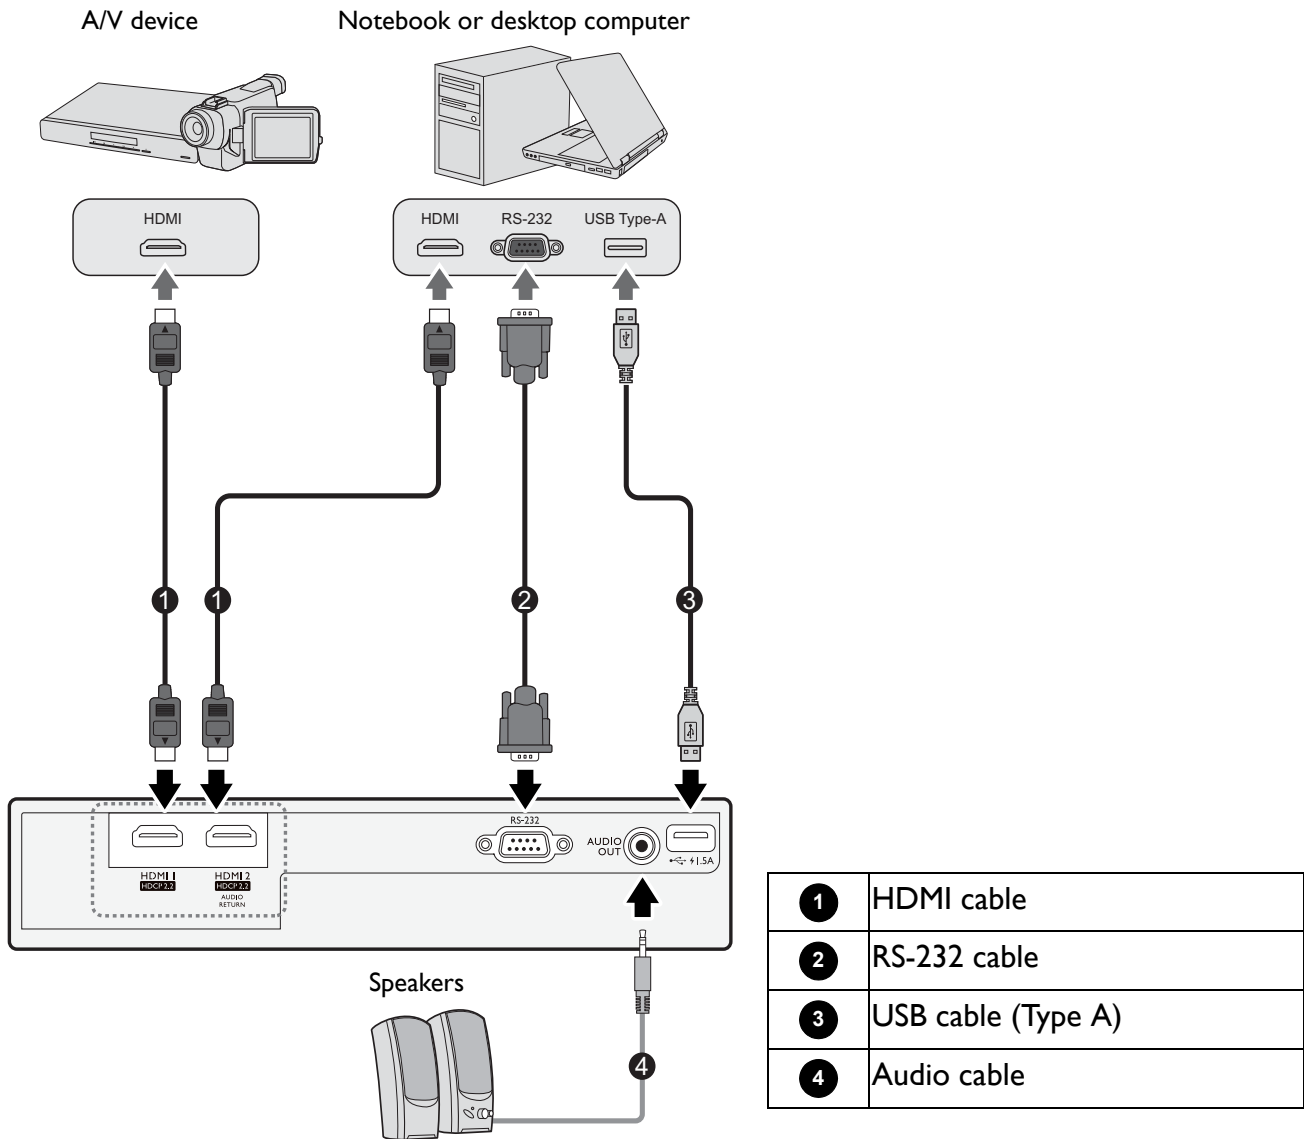 A/V device
Notebook or desktop computer
HDMI
HDMI
RS-232
USB Type-A
1
1
2
3
RS-232
AUDIO
OUT
1.5A
HDMI 1
HDCP 2.2
HDMI 2
HDCP 2.2
AUDIO
RETURN
Speakers
4
1 HDMI cable
2 RS-232 cable
3 USB cable (Type A)
4 Audio cable